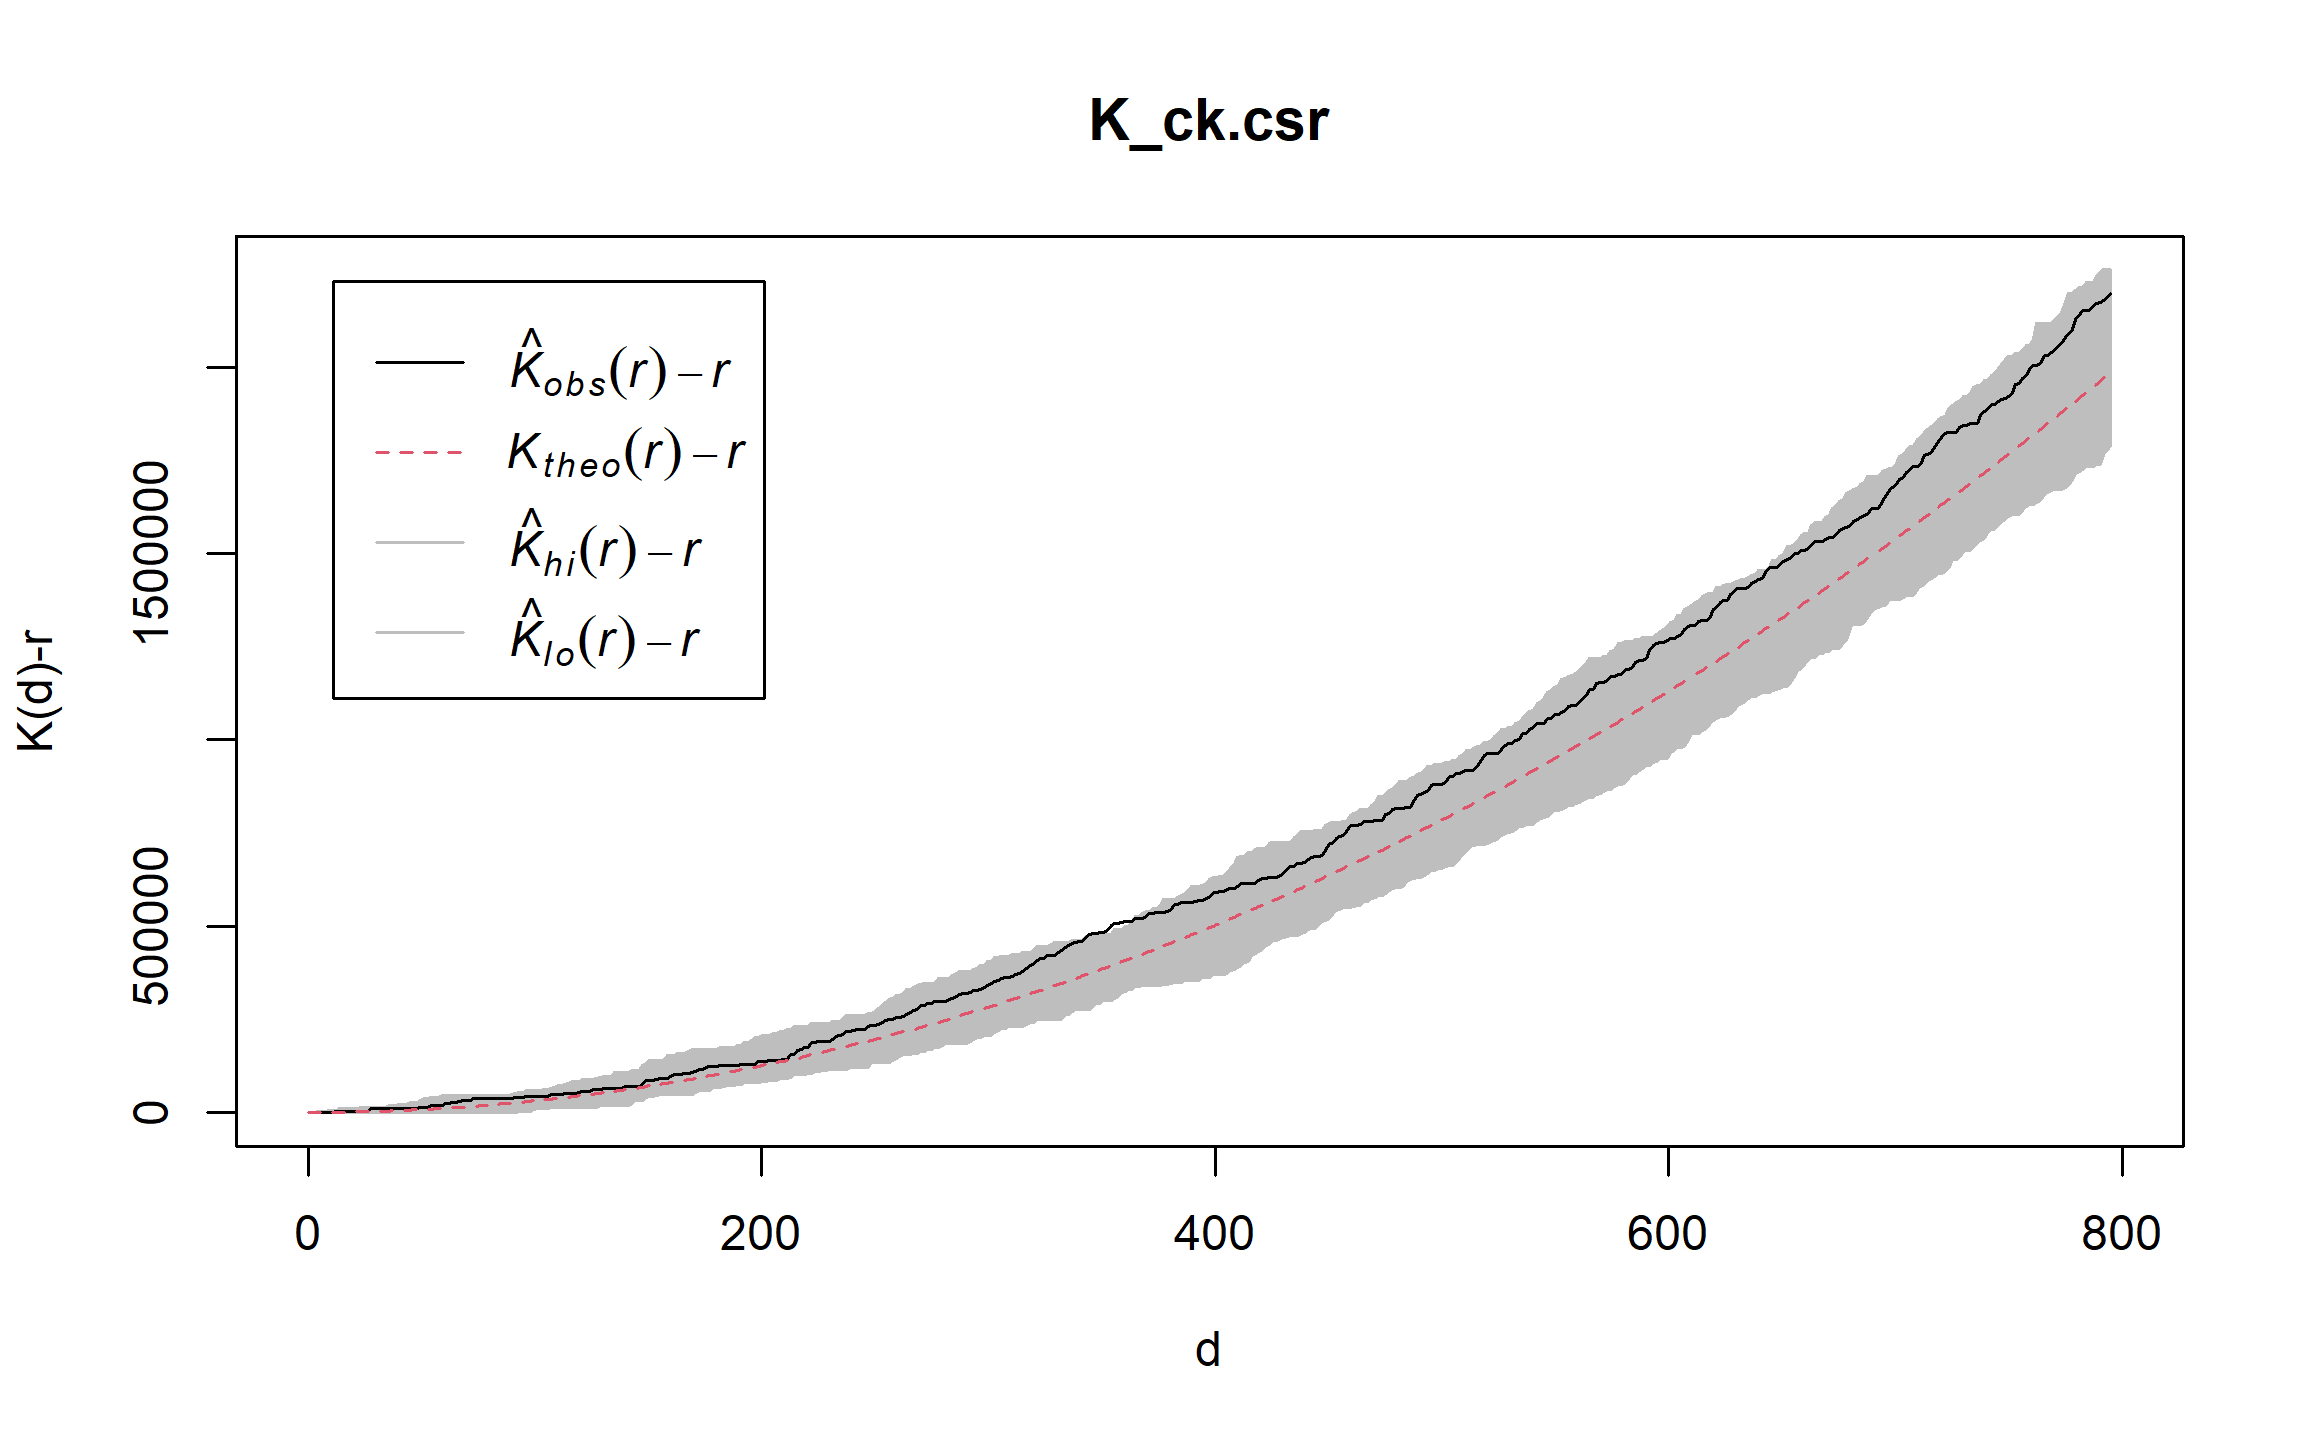 K_ck.csr
K̂obs(r) − r
Ktheo(r) − r
K̂hi(r) − r
K̂lo(r) − r
K(d)-r
1500000
500000
0
0 200 400 600 800
d